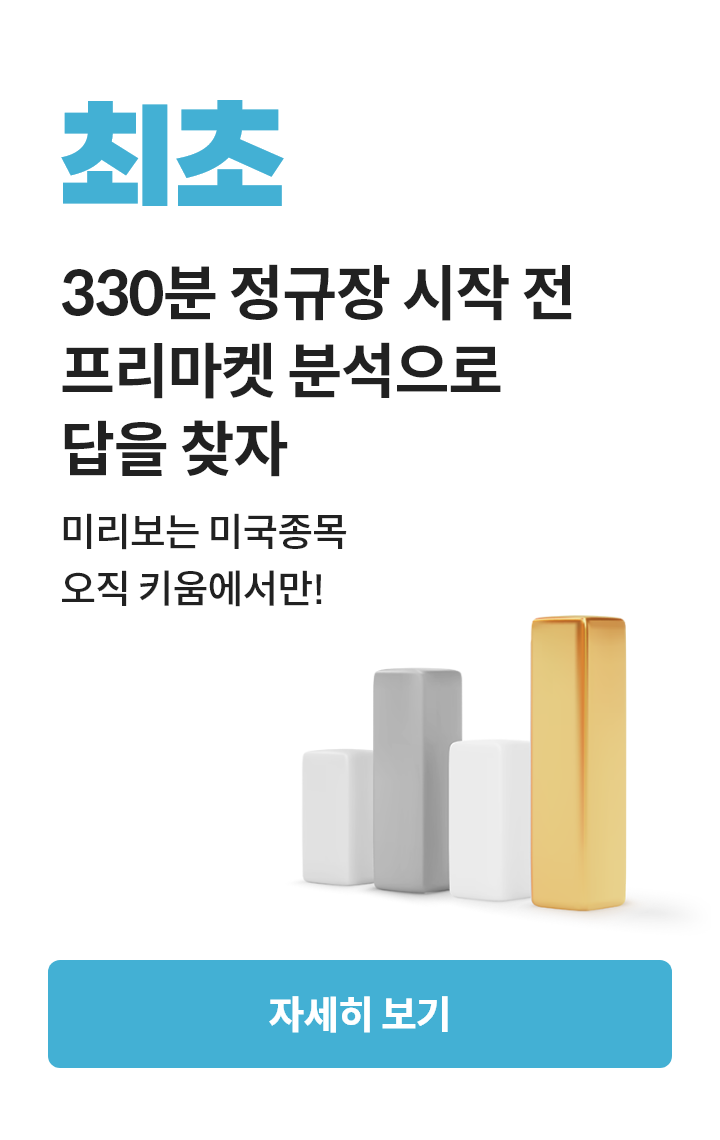 최초
330분 정규장 시작 전
프리마켓 분석으로
답을 찾자
미리보는 미국종목
오직 키움에서만!
자세히 보기